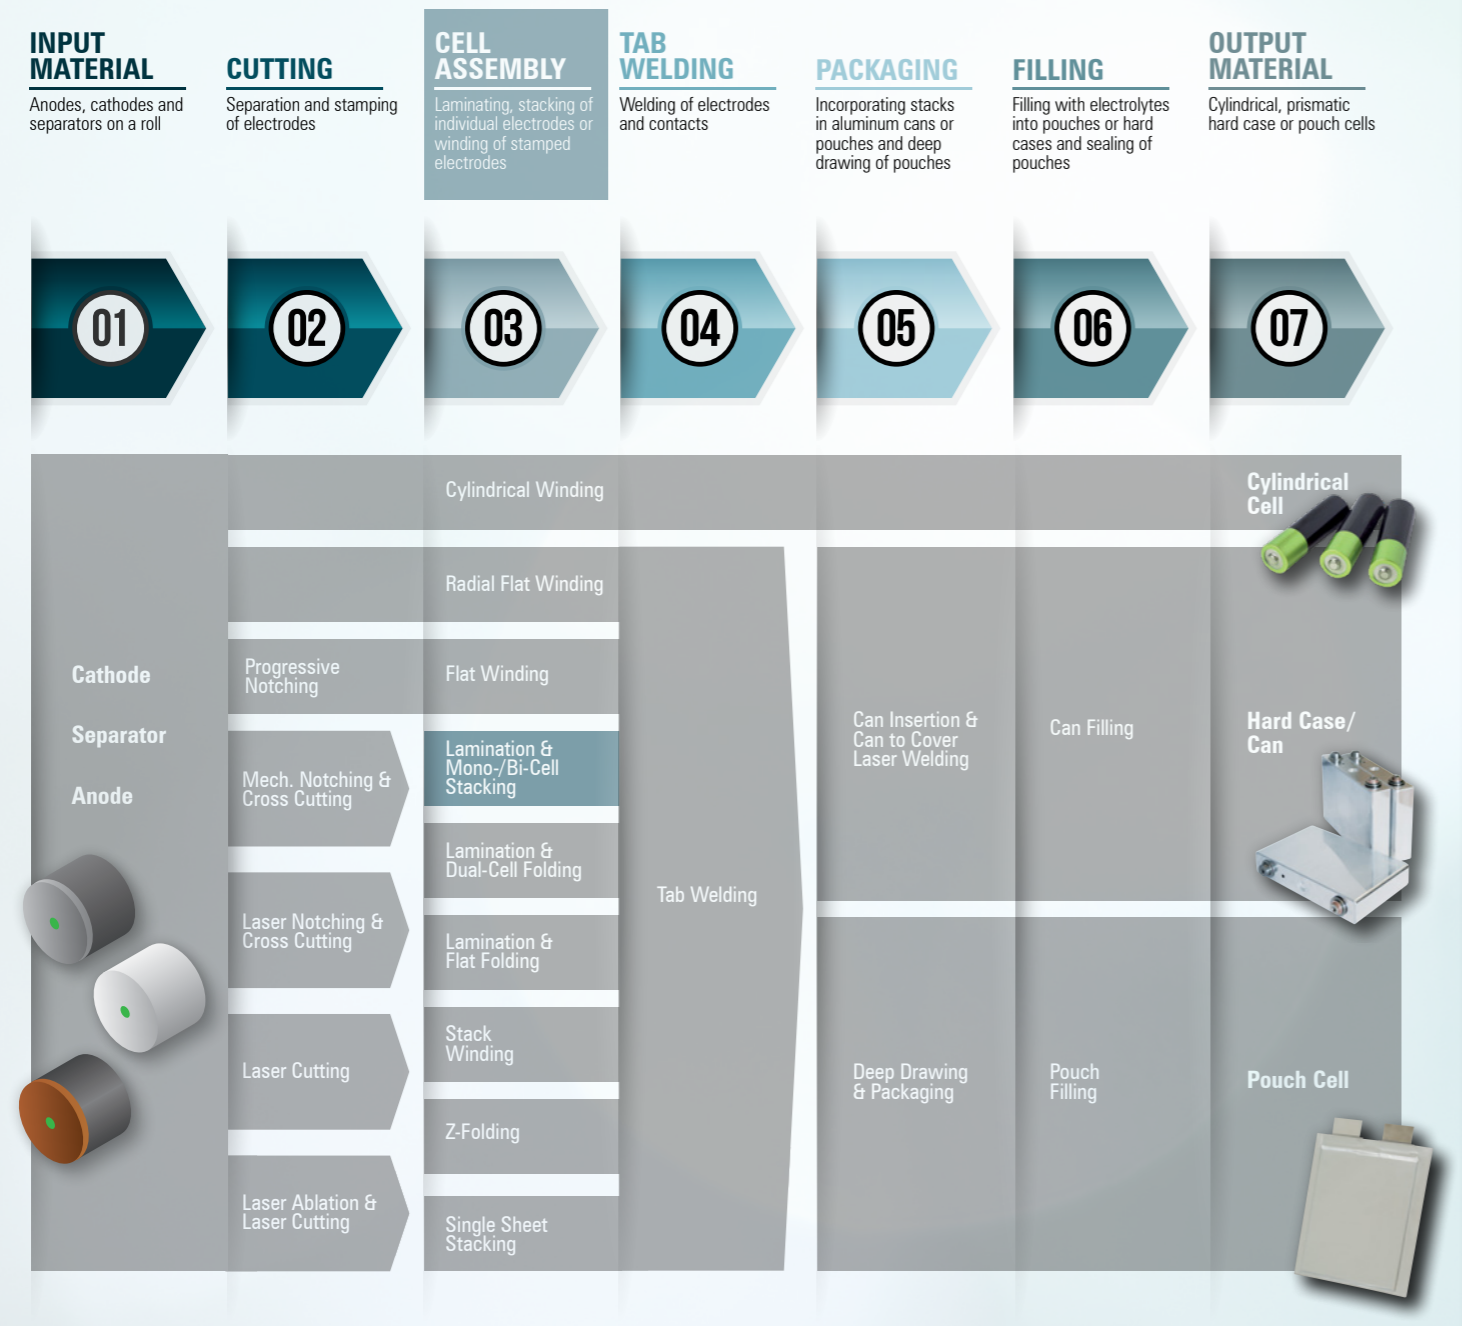 INPUT
MATERIAL
Anodes, cathodes and
separators on a roll
CUTTING
Separation and stamping
of electrodes
CELL
ASSEMBLY
Laminating, stacking of
individual electrodes or
winding of stamped
electrodes
TAB
WELDING
Welding of electrodes
and contacts
PACKAGING
Incorporating stacks
in aluminum cans or
pouches and deep
drawing of pouches
FILLING
Filling with electrolytes
into pouches or hard
cases and sealing of
pouches
OUTPUT
MATERIAL
Cylindrical, prismatic
hard case or pouch cells
01
02
03
04
05
06
07
Cathode
Separator
Anode
Progressive
Notching
Mech. Notching &
Cross Cutting
Laser Notching &
Cross Cutting
Laser Cutting
Laser Ablation &
Laser Cutting
Cylindrical Winding
Radial Flat Winding
Flat Winding
Lamination &
Mono-/Bi-Cell
Stacking
Lamination &
Dual-Cell Folding
Lamination &
Flat Folding
Stack
Winding
Z-Folding
Single Sheet
Stacking
Tab Welding
Can Insertion &
Can to Cover
Laser Welding
Deep Drawing
& Packaging
Can Filling
Pouch
Filling
Cylindrical
Cell
Hard Case/
Can
Pouch Cell